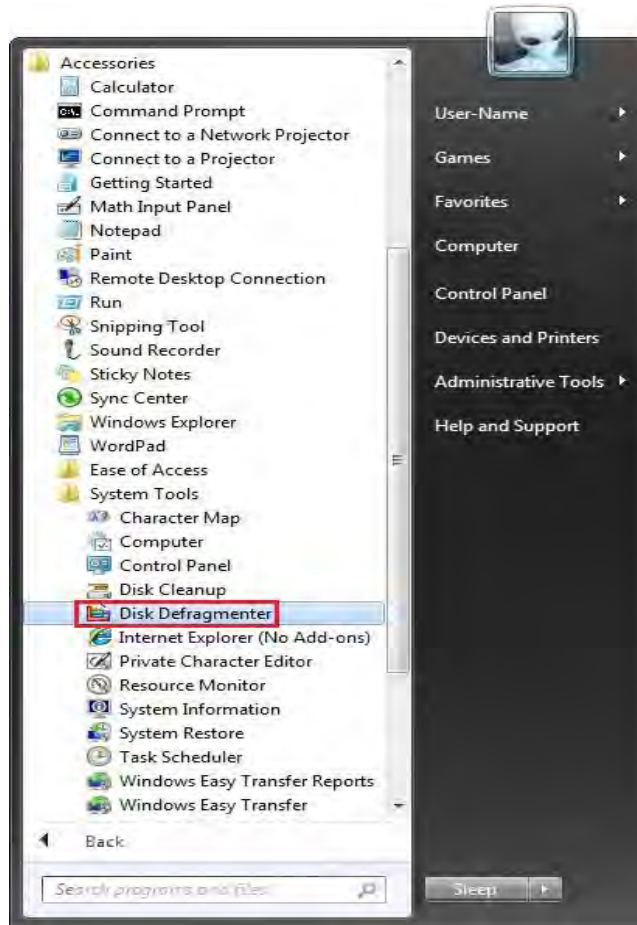 Accessories
Calculator
Command Prompt
Connect to a Network Projector
Connect to a Projector
Getting Started
Math Input Panel
Notepad
Paint
Remote Desktop Connection
Run
Snipping Tool
Sound Recorder
Sticky Notes
Sync Center
Windows Explorer
WordPad
Ease of Access
System Tools
Character Map
Computer
Control Panel
Disk Cleanup
Disk Defragmenter
Internet Explorer (No Add-ons)
Private Character Editor
Resource Monitor
System Information
System Restore
Task Scheduler
Windows Easy Transfer Reports
Windows Easy Transfer
Back
Search programs and files
User-Name
Games
Favorites
Computer
Control Panel
Devices and Printers
Administrative Tools
Help and Support
Sleep